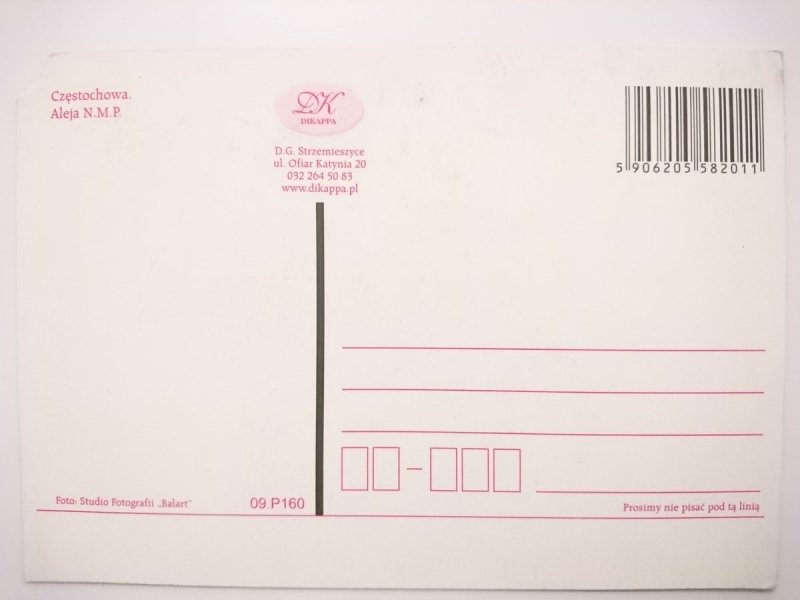 Częstochowa.
Aleja N.M.P.
DK
DIKAPPA
D.G. Strzemieszyce
ul. Ofiar Katynia 20
032 264 50 83
www.dikappa.pl
5 906205 582011
Foto: Studio Fotografii „Balart"
09.P160
Prosimy nie pisać pod tą linią